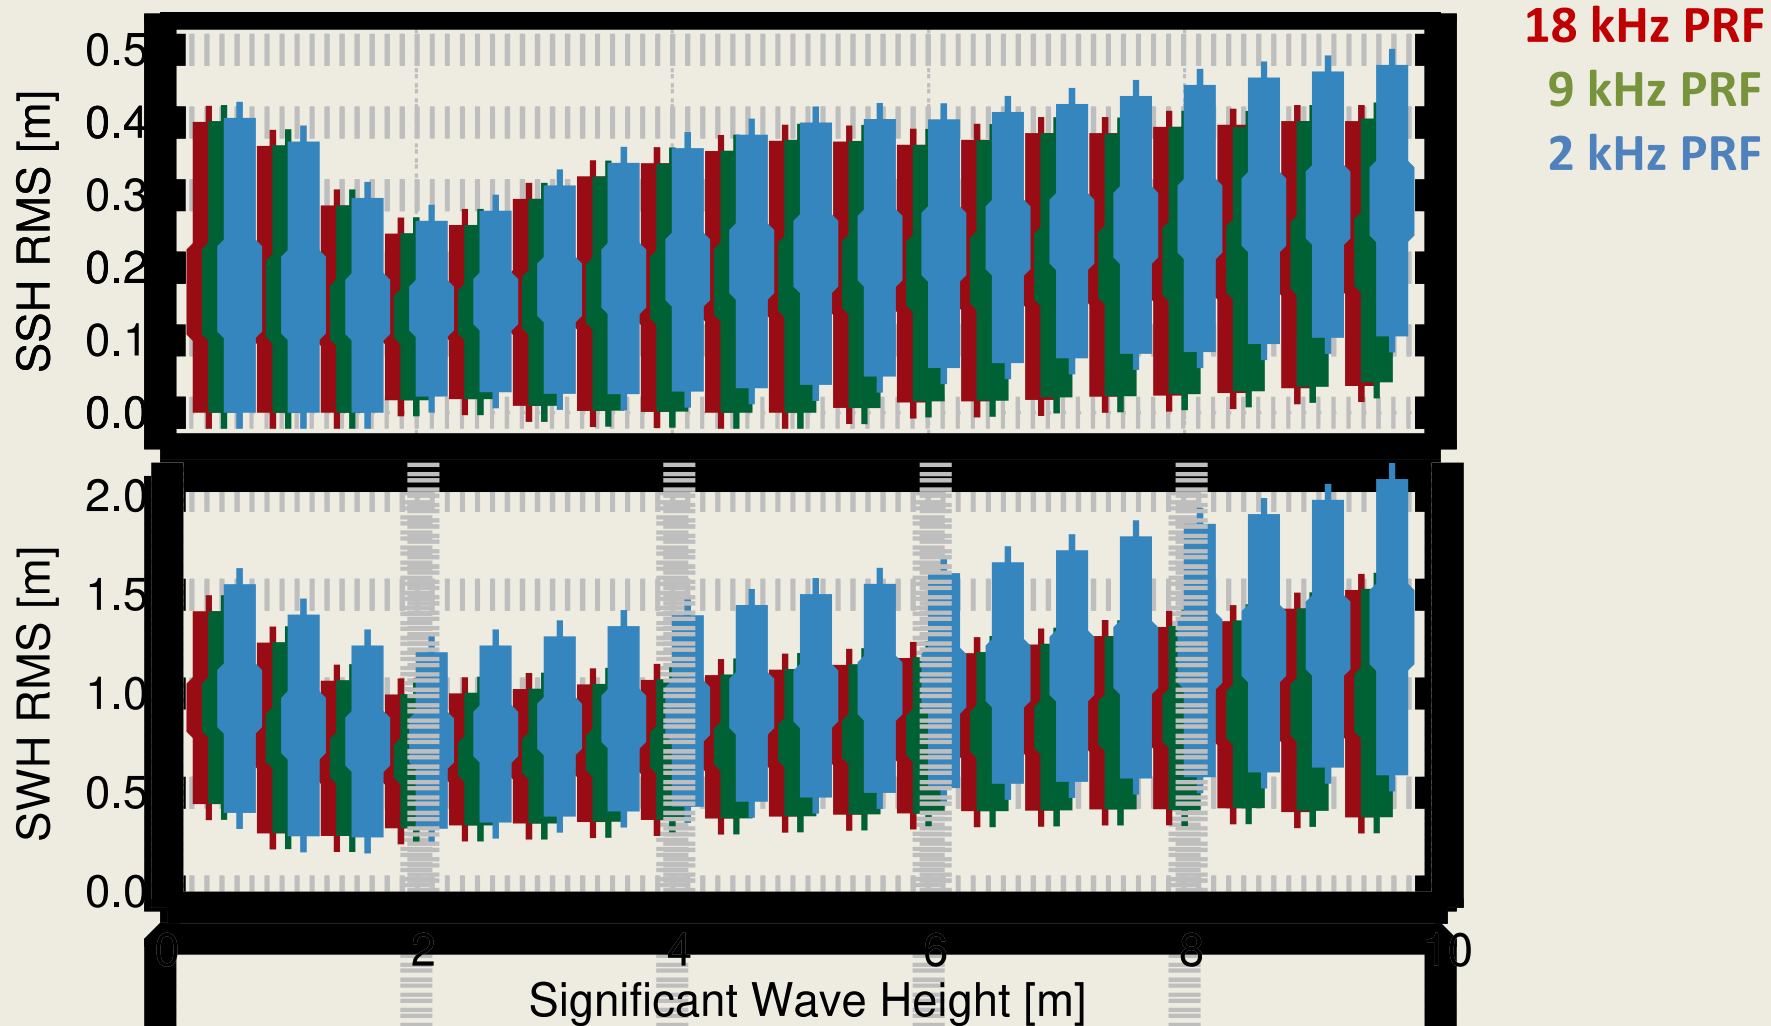 18 kHz PRF
9 kHz PRF
2 kHz PRF
SSH RMS [m]
0.5
0.4
0.3
0.2
0.1
0.0
SWH RMS [m]
2.0
1.5
1.0
0.5
0.0
0 2 4 6 8 10
Significant Wave Height [m]